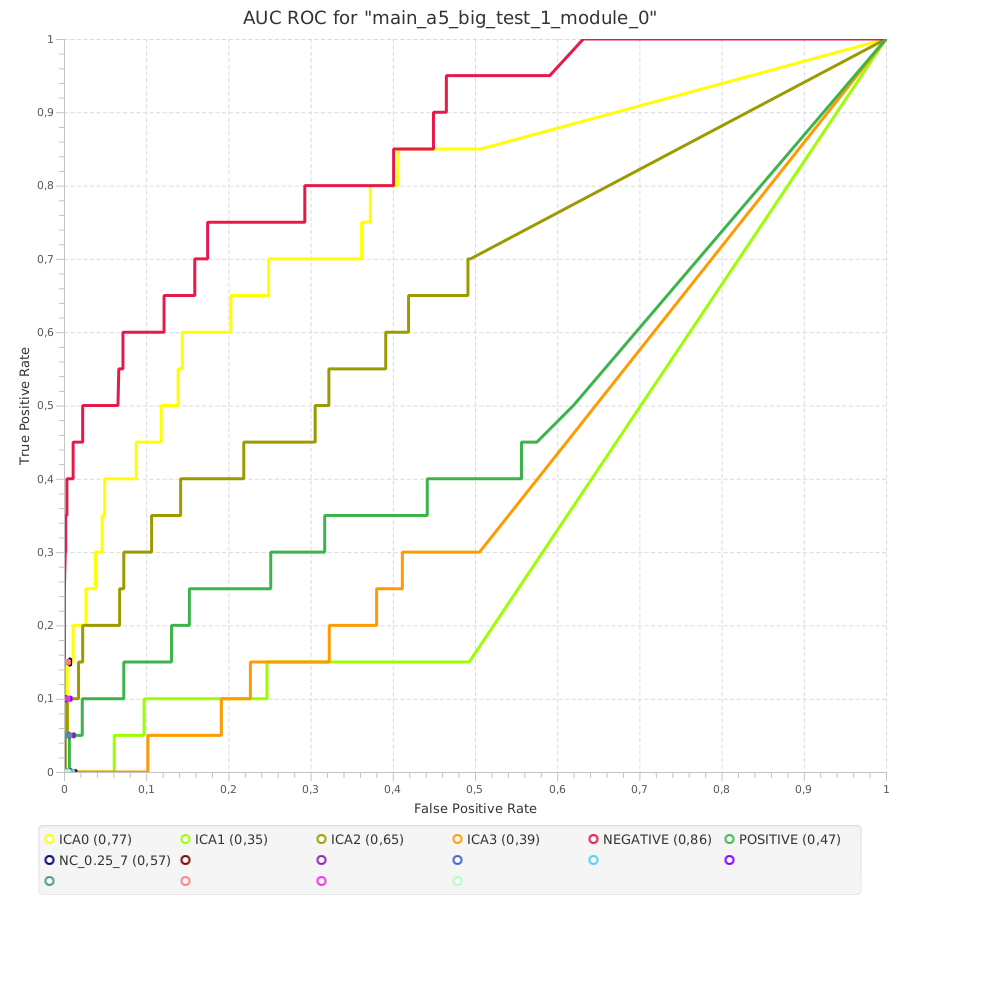 AUC ROC for "main_a5_big_test_1_module_0"
True Positive Rate
1
0,9
0,8
0,7
0,6
0,5
0,4
0,3
0,2
0,1
0
0 0,1 0,2 0,3 0,4 0,5 0,6 0,7 0,8 0,9 1
False Positive Rate
ICA0 (0,77) ICA1 (0,35) ICA2 (0,65) ICA3 (0,39) NEGATIVE (0,86) POSITIVE (0,47)
NC_0.25_7 (0,57)